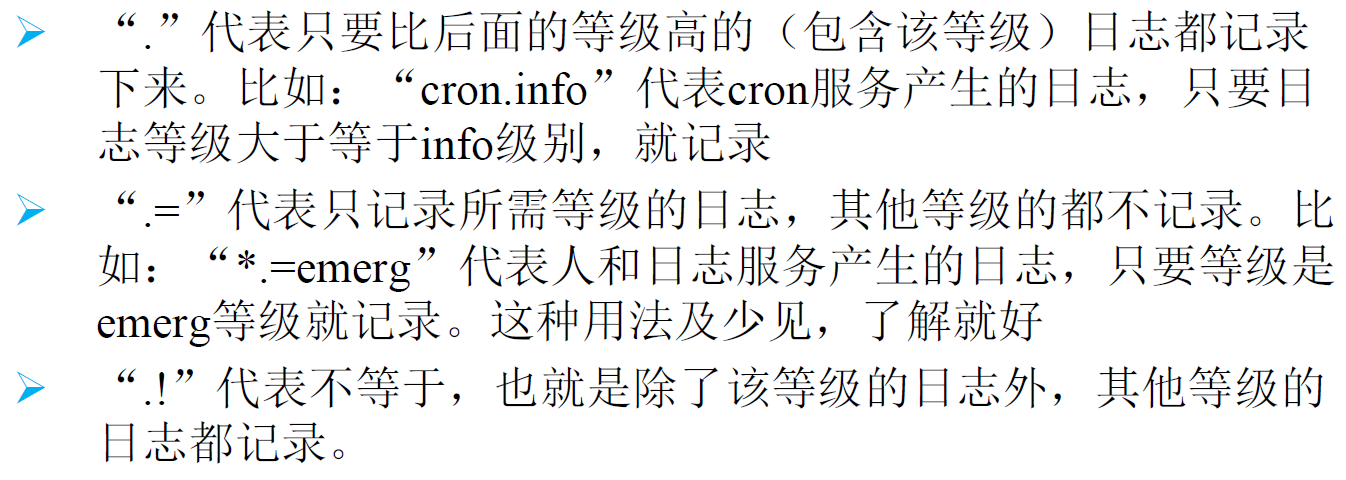 “.”代表只要比后面的等级高的（包含该等级）日志都记录
下来。比如：“cron.info”代表cron服务产生的日志，只要日
志等级大于等于info级别，就记录
“.=”代表只记录所需等级的日志，其他等级的都不记录。比
如：“*.=emerg”代表人和日志服务产生的日志，只要等级是
emerg等级就记录。这种用法及少见，了解就好
“.!”代表不等于，也就是除了该等级的日志外，其他等级的
日志都记录。